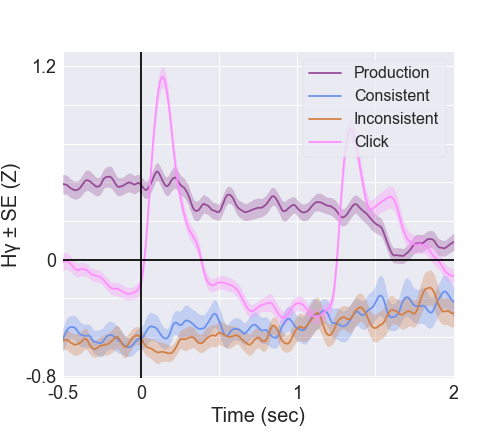 1.2
Production
Consistent
Inconsistent
Click
Hγ ± SE (Z)
0
-0.8
-0.5
0
1
2
Time (sec)